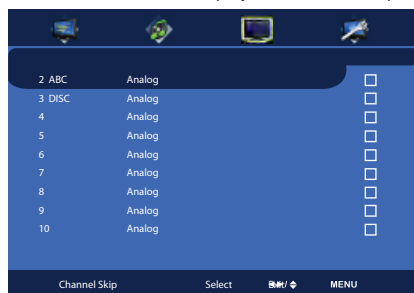 2 ABC Analog
3 DISC Analog
4 Analog
5 Analog
6 Analog
7 Analog
8 Analog
9 Analog
10 Analog
Channel Skip Select / MENU